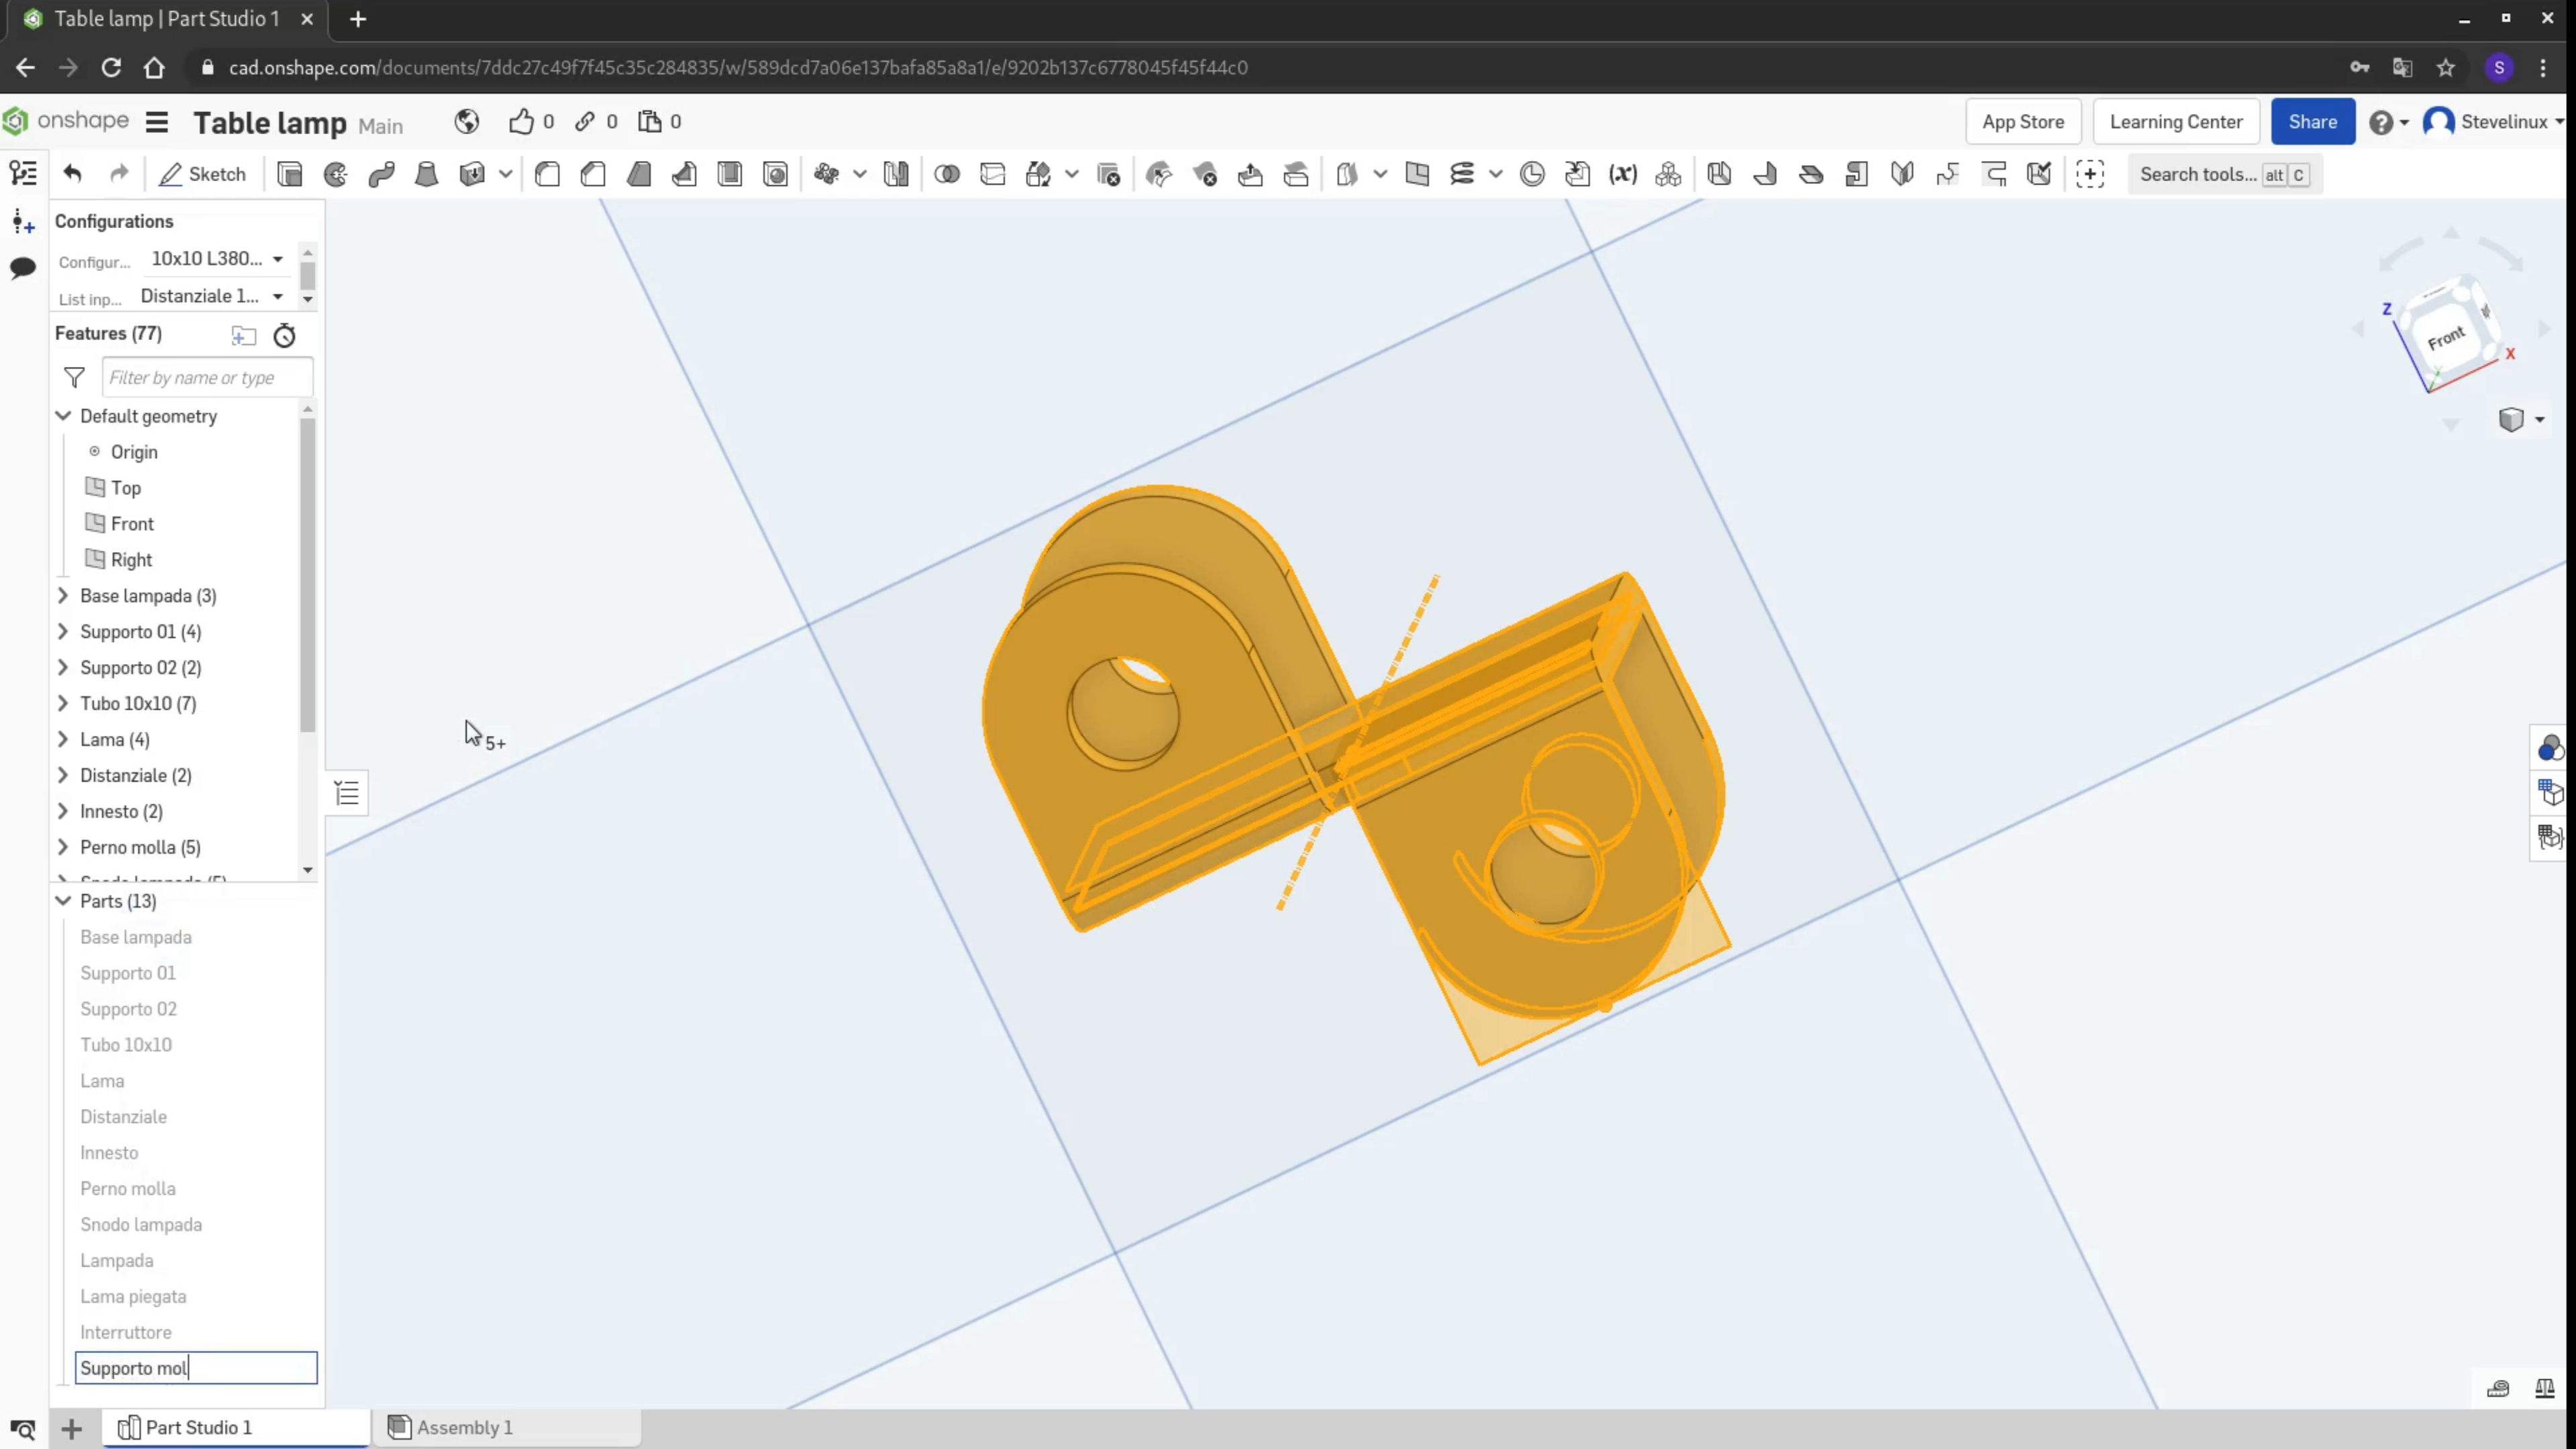 Table lamp | Part Studio 1
cad.onshape.com/documents/7ddc27c49f7f45c35c284835/w/589dcd7a06e137bafa85a8a1/e/9202b137c6778045f45f44c0
S
onshape
Table lamp Main
0
0
0
App Store
Learning Center
Share
Stevelinux
Sketch
(x)
Search tools... alt C
Configurations
Configur... 10x10 L380...
List inp... Distanziale 1...
Features (77)
Filter by name or type
Default geometry
Origin
Top
Front
Right
Base lampada (3)
Supporto 01 (4)
Supporto 02 (2)
Tubo 10x10 (7)
Lama (4)
Distanziale (2)
Innesto (2)
Perno molla (5)
Snodo lampada (5)
Parts (13)
Base lampada
Supporto 01
Supporto 02
Tubo 10x10
Lama
Distanziale
Innesto
Perno molla
Snodo lampada
Lampada
Lama piegata
Interruttore
Supporto mol
5+
Z
Front
X
Y
Part Studio 1
Assembly 1